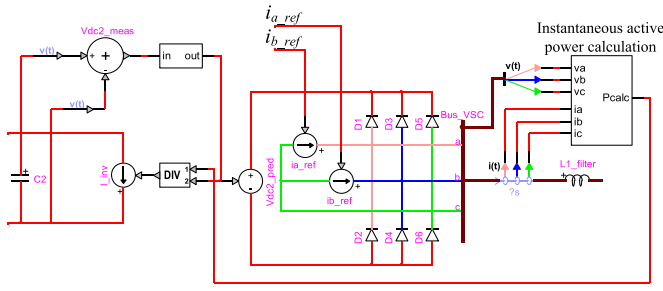 i_a_ref
i_b_ref
Instantaneous active
power calculation
Vdc2_meas
v(t)
+
-
in out
v(t)
v(t)
va
vb
vc
ia
ib
ic
Pcalc
C2
+
I_inv
+
DIV
1
2
Vdc2_pred
+
-
D1
D3
D5
D2
D4
D6
ia_ref
+
ib_ref
+
Bus_VSC
a
b
c
i(t)
?s
L1_filter
+